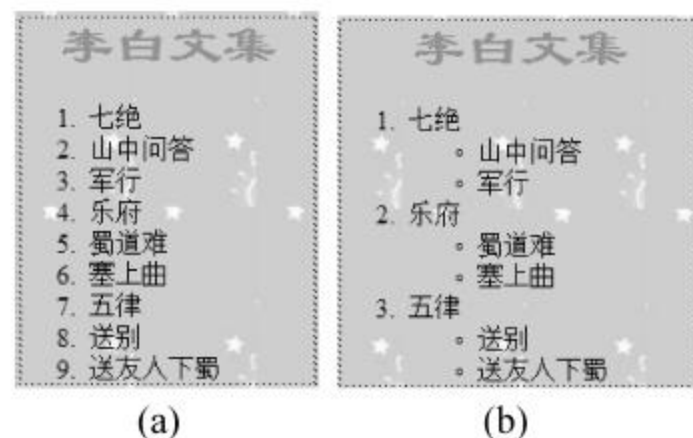 李白文集
1. 七绝
2. 山中问答
3. 军行
4. 乐府
5. 蜀道难
6. 塞上曲
7. 五律
8. 送别
9. 送友人下蜀
(a)
李白文集
1. 七绝
∘ 山中问答
∘ 军行
2. 乐府
∘ 蜀道难
∘ 塞上曲
3. 五律
∘ 送别
∘ 送友人下蜀
(b)